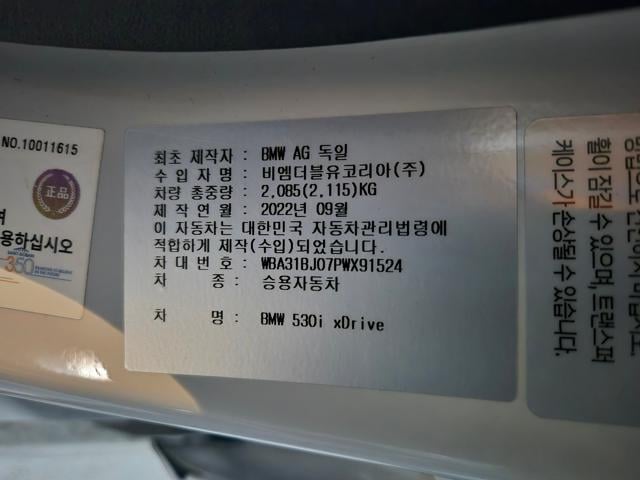 NO.10011615
正品
용하십시오
350
최초 제작자 : BMW AG 독일
수 입 자 명 : 비엠더블유코리아(주)
차량 총중량 : 2,085(2,115)KG
제 작 연 월 : 2022년 09월
이 자동차는 대한민국 자동차관리법령에
적합하게 제작(수입)되었습니다.
차 대 번 호 : WBA31BJ07PWX91524
차 종 : 승용자동차
차 명 : BMW 530i xDrive
휠이 잠길 수 있으며, 트랜스퍼
케이스가 손상될 수 있습니다.